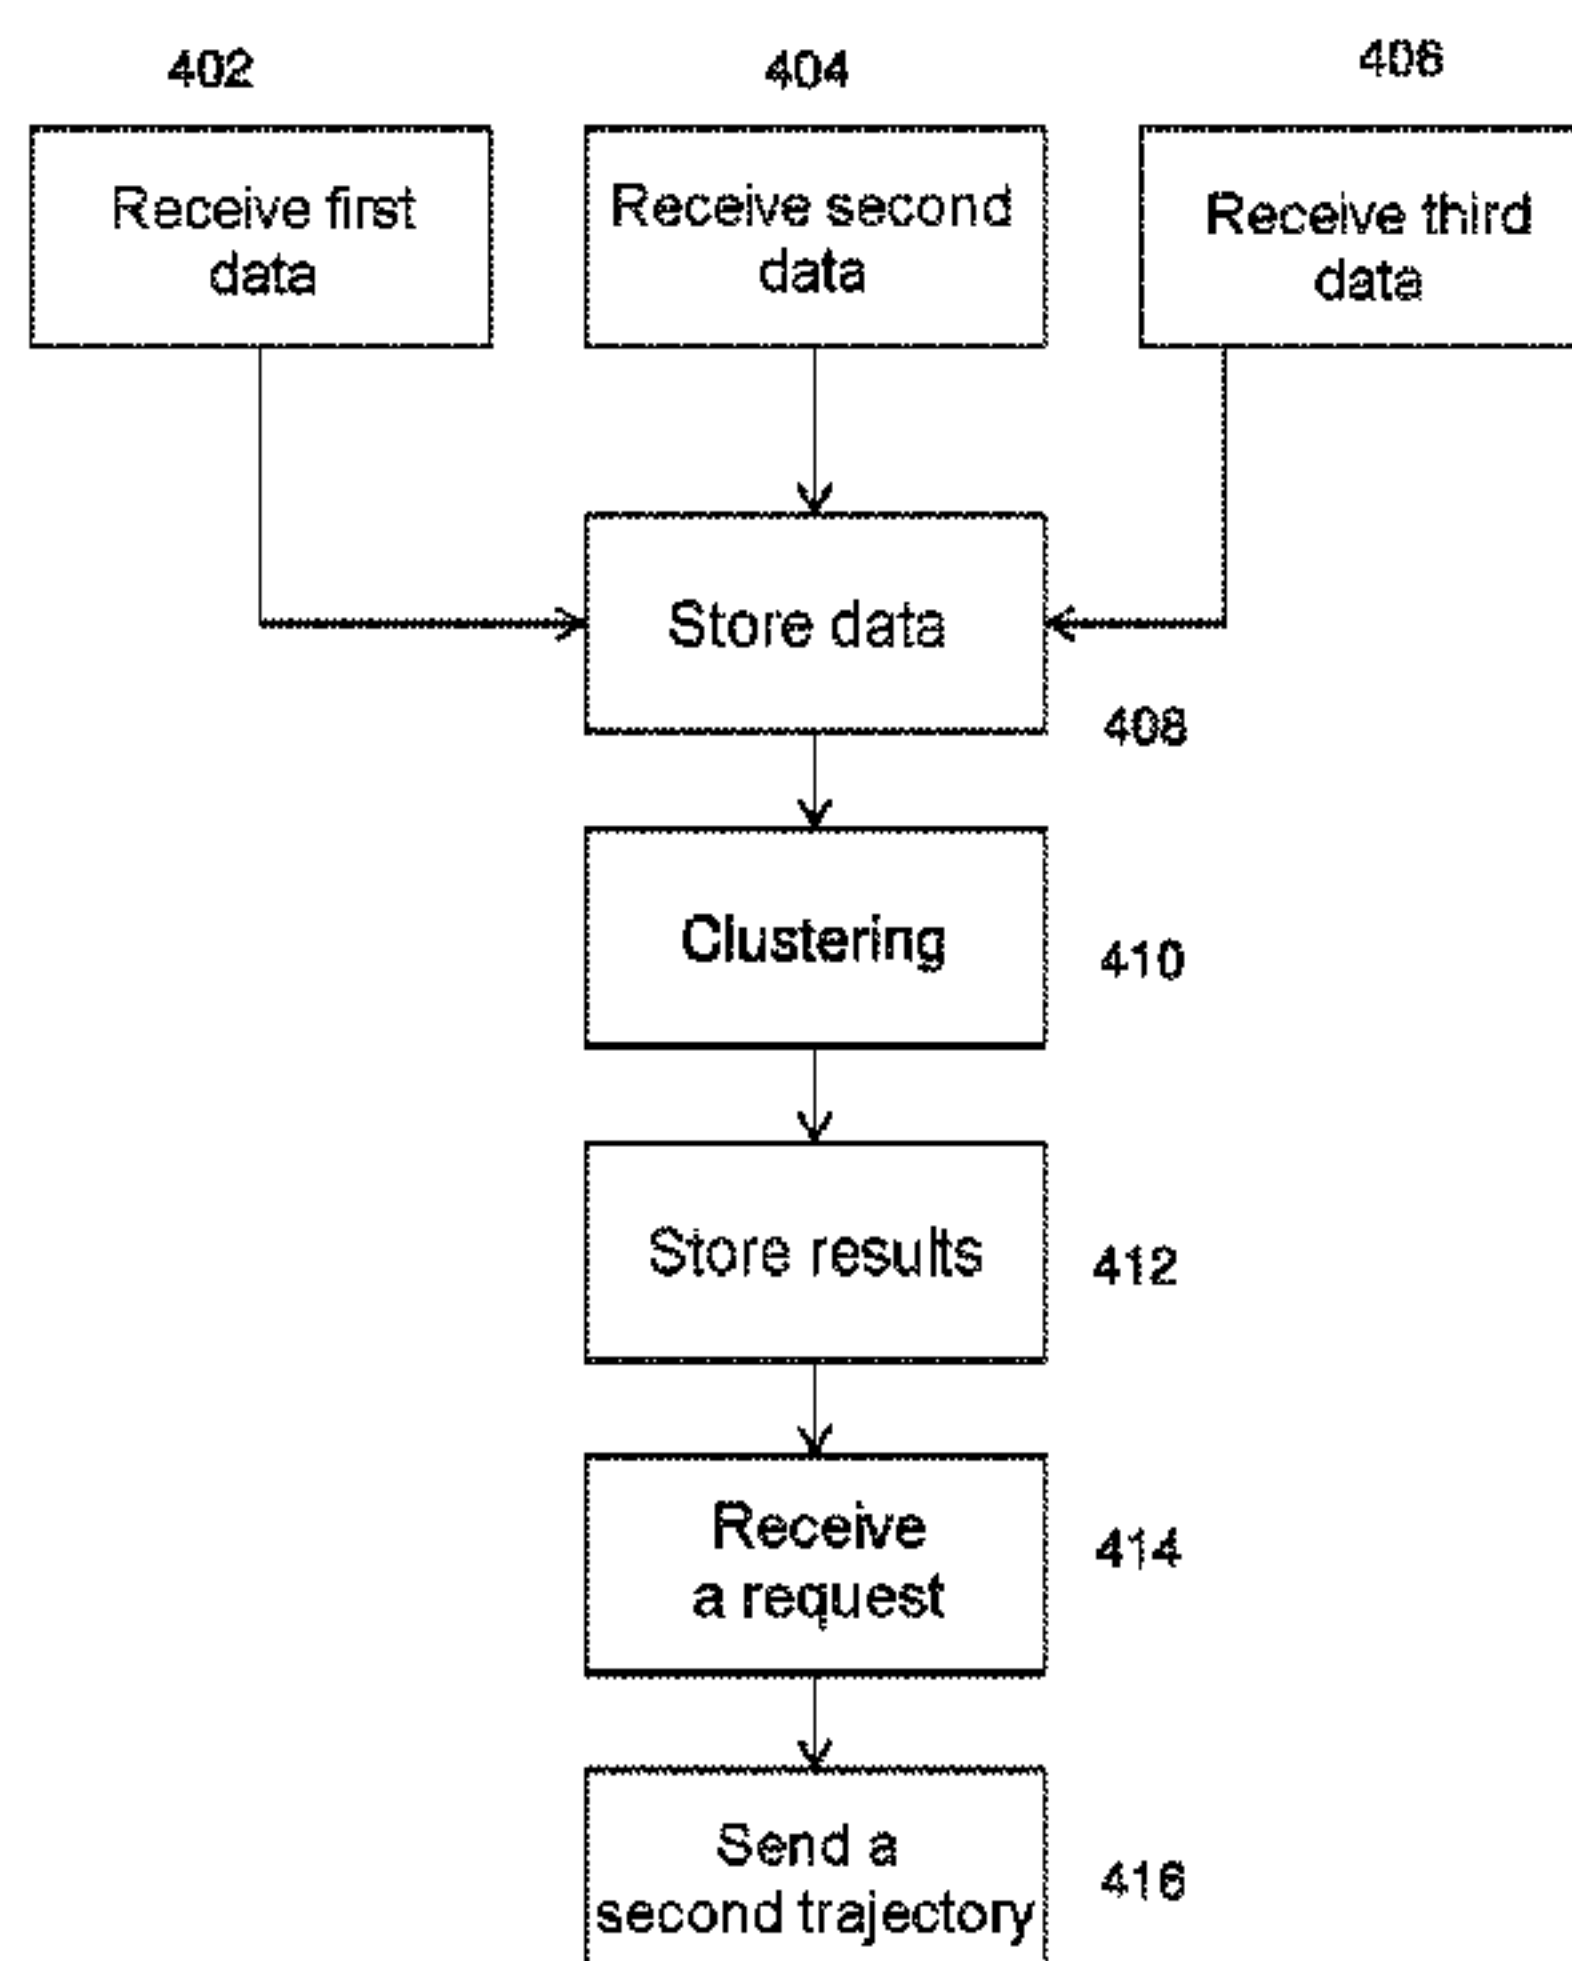 402
404
406
Receive first
data
Receive second
data
Receive third
data
Store data
408
Clustering
410
Store results
412
Receive
a request
414
Send a
second trajectory
416